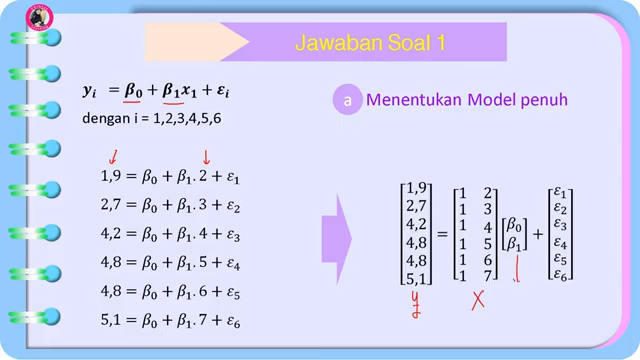 Jawaban Soal 1
yᵢ = β₀ + β₁x₁ + εᵢ
dengan i = 1,2,3,4,5,6
1,9 = β₀ + β₁. 2 + ε₁
2,7 = β₀ + β₁. 3 + ε₂
4,2 = β₀ + β₁. 4 + ε₃
4,8 = β₀ + β₁. 5 + ε₄
4,8 = β₀ + β₁. 6 + ε₅
5,1 = β₀ + β₁. 7 + ε₆
a Menentukan Model penuh
[1,9] = [1 2] [β₀] + [ε₁]
2,7 1 3 β₁ ε₂
4,2 1 4 ε₃
4,8 1 5 ε₄
4,8 1 6 ε₅
5,1 1 7 ε₆
y X